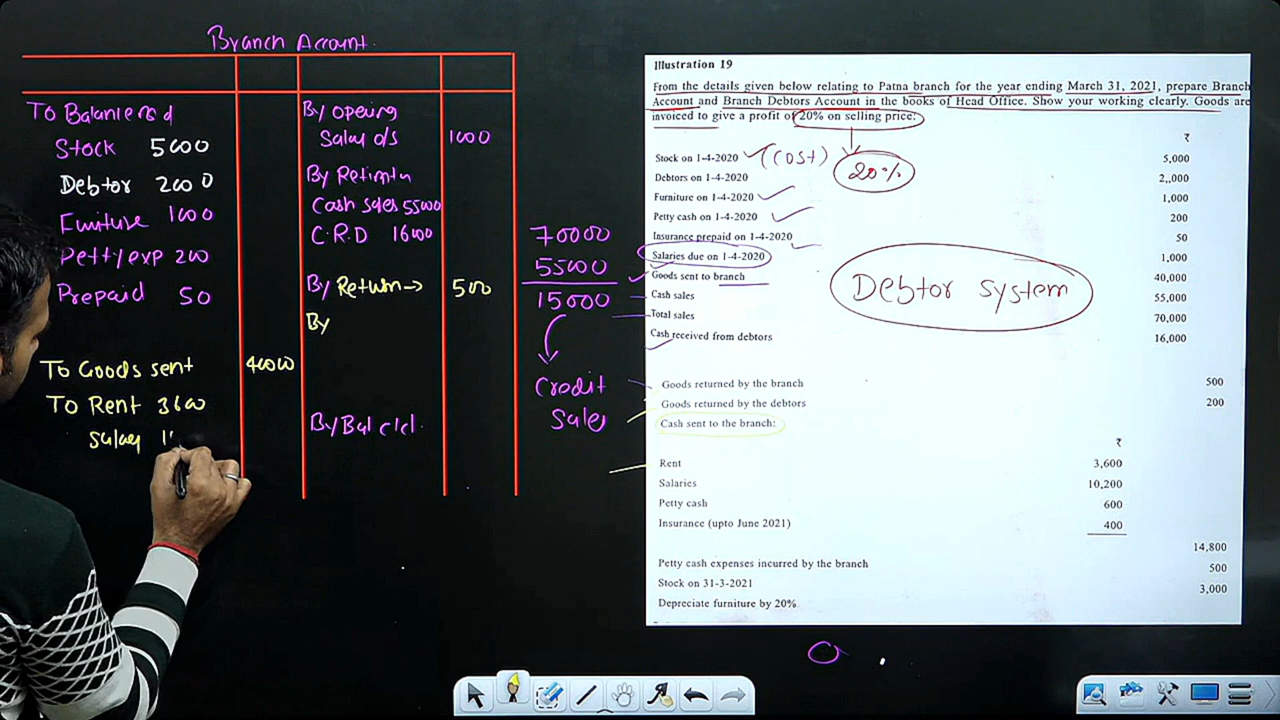 Branch Account.
To Balance b d
Stock 5000
Debtor 2000
Funiture 1000
Petty exp 200
Prepaid 50
To Goods sent 40000
To Rent 3600
Salary
By opeing
Salay o/s 1000
By
Cash sales 55000
C.R.D 16000
By Return → 500
By
By Bal c/d.
70000
55000
15000
Credit
Sales
Illustration 19
From the details given below relating to Patna branch for the year ending March 31, 2021, prepare Branch
Account and Branch Debtors Account in the books of Head Office. Show your working clearly. Goods are
invoiced to give a profit of 20% on selling price:
₹
Stock on 1-4-2020 (COST) 5,000
20%
Debtors on 1-4-2020 2,,000
Furniture on 1-4-2020 1,000
Petty cash on 1-4-2020 200
Insurance prepaid on 1-4-2020 50
Salaries due on 1-4-2020 1,000
Goods sent to branch 40,000
Cash sales 55,000
Total sales 70,000
Cash received from debtors 16,000
Debtor system
Goods returned by the branch 500
Goods returned by the debtors 200
Cash sent to the branch:
₹
Rent 3,600
Salaries 10,200
Petty cash 600
Insurance (upto June 2021) 400
14,800
Petty cash expenses incurred by the branch 500
Stock on 31-3-2021 3,000
Depreciate furniture by 20%